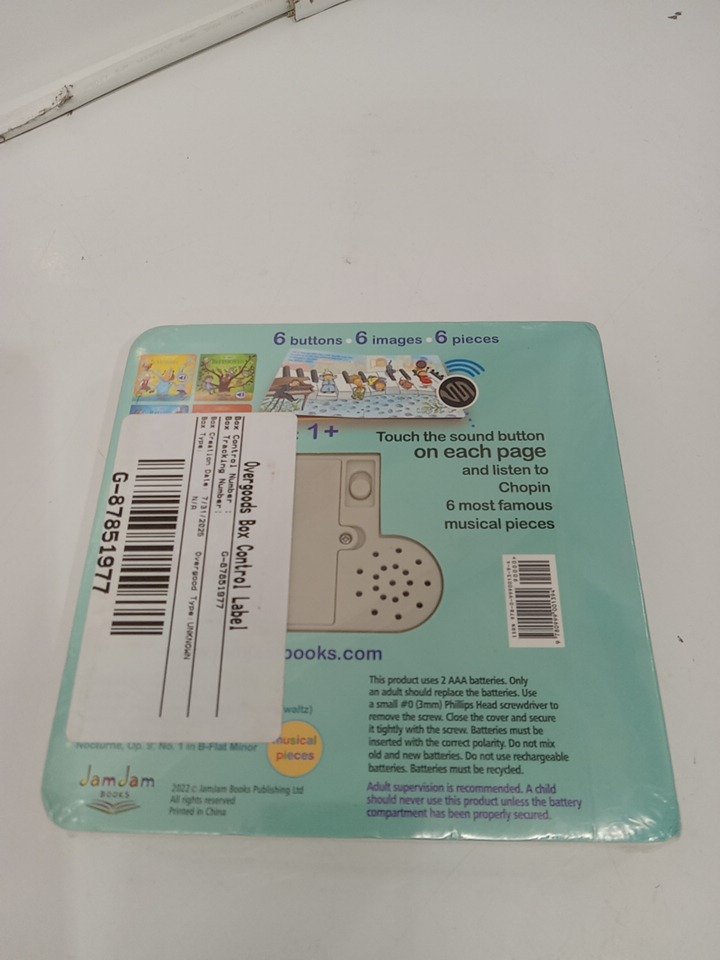 6 buttons • 6 images • 6 pieces
1+
Touch the sound button
on each page
and listen to
Chopin
6 most famous
musical pieces
Overgoods Box Control Label
Box Control Number :
G-87851977
Box Tracking Number:
Box Creation Date: 7/31/2025
Overgood Type: UNKNOWN
Box Type:
N/A
G-87851977
books.com
This product uses 2 AAA batteries. Only
an adult should replace the batteries. Use
a small #0 (3mm) Phillips Head screwdriver to
remove the screw. Close the cover and secure
it tightly with the screw. Batteries must be
inserted with the correct polarity. Do not mix
old and new batteries. Do not use rechargeable
batteries. Batteries must be recycled.
Adult supervision is recommended. A child
should never use this product unless the battery
compartment has been properly secured.
waltz)
Nocturne, Op. 9. No. 1 in B-Flat Minor
musical
pieces
JamJam
BOOKS
2022 © JamJam Books Publishing Ltd
All rights reserved
Printed in China